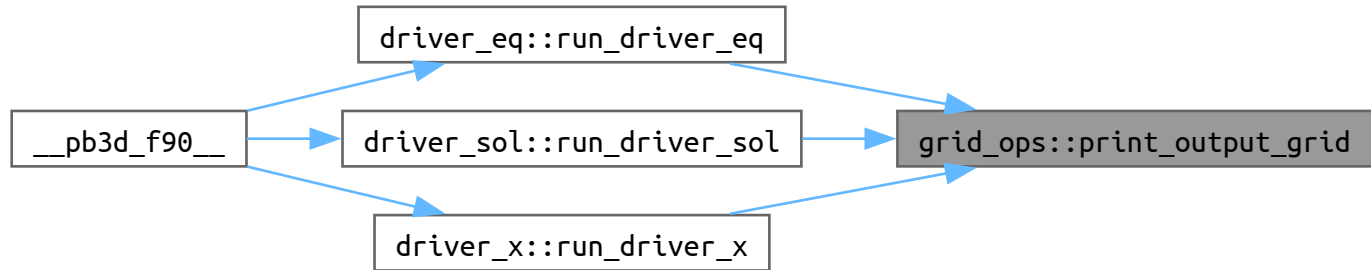 driver_eq::run_driver_eq
__pb3d_f90__
driver_sol::run_driver_sol
grid_ops::print_output_grid
driver_x::run_driver_x